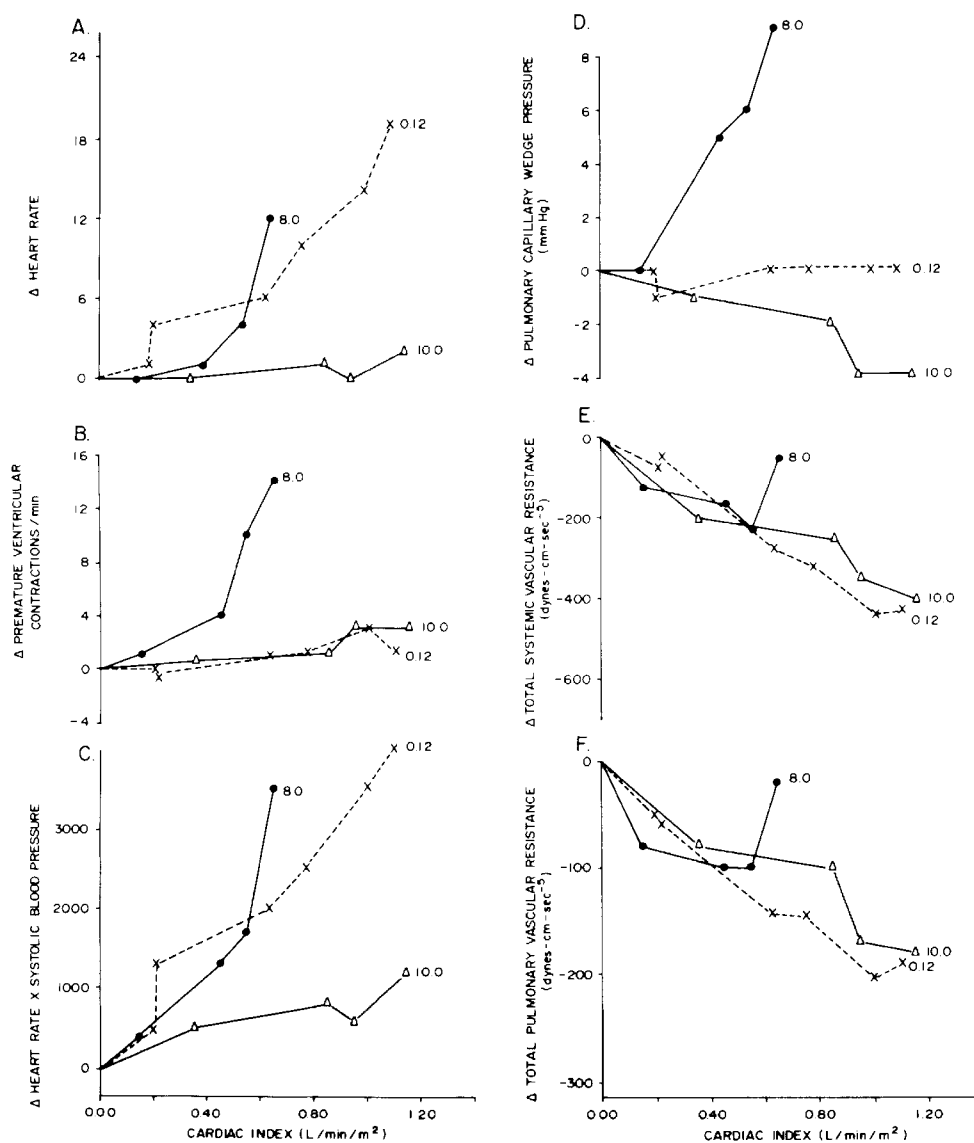 A.
24
18
12
6
0
Δ HEART RATE
0.12
8.0
10.0
B.
16
12
8
4
0
-4
Δ PREMATURE VENTRICULAR
CONTRACTIONS/min
8.0
10.0
0.12
C.
3000
2000
1000
0
Δ HEART RATE X SYSTOLIC BLOOD PRESSURE
0.12
8.0
10.0
0.00 0.40 0.80 1.20
CARDIAC INDEX (L/min/m²)
D.
8
6
4
2
0
-2
-4
Δ PULMONARY CAPILLARY WEDGE PRESSURE
(mmHg)
8.0
0.12
10.0
E.
0
-200
-400
-600
Δ TOTAL SYSTEMIC VASCULAR RESISTANCE
(dynes-cm-sec⁻⁵)
8.0
10.0
0.12
F.
0
-100
-200
-300
Δ TOTAL PULMONARY VASCULAR RESISTANCE
(dynes-cm-sec⁻⁵)
8.0
10.0
0.12
0.00 0.40 0.80 1.20
CARDIAC INDEX (L/min/m²)